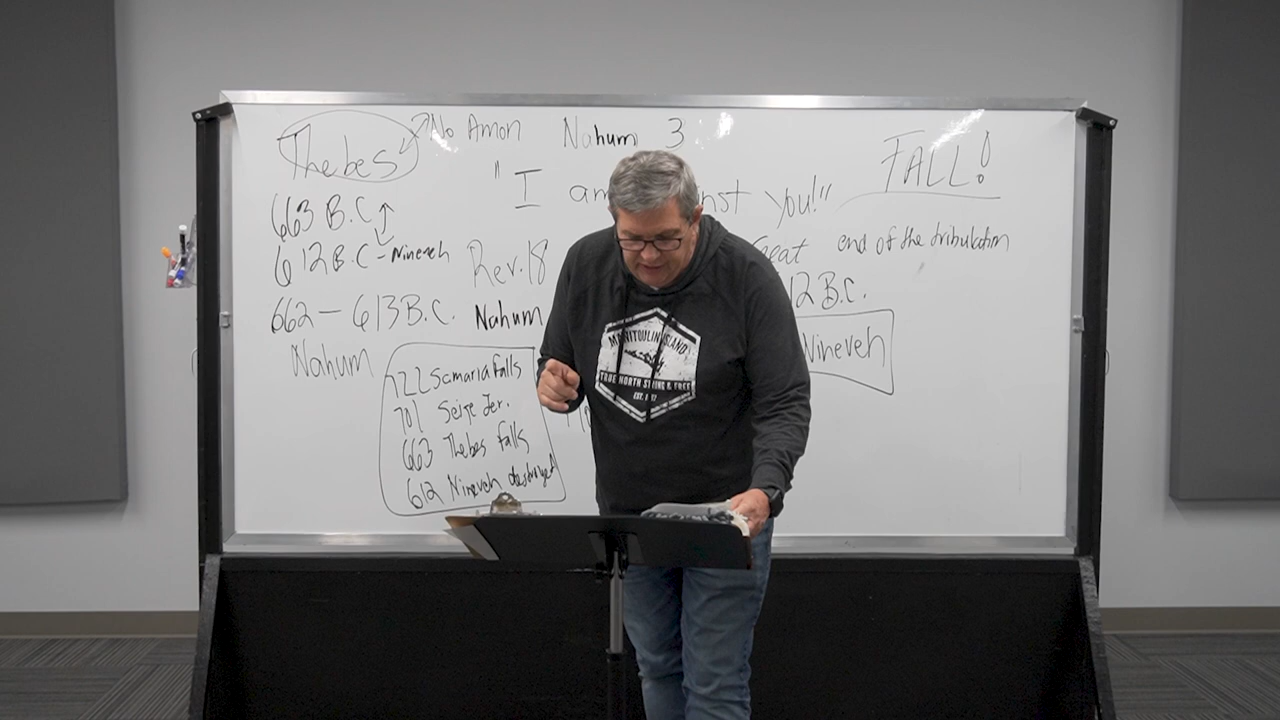 Thebes No Amon Nahum 3 FALL!
"I am you!"
663 B.C
612 B.C - Nineveh Rev. 18 end of the tribulation
662 - 613 B.C. Nahum 12 B.C.
Nahum Nineveh
722 Samaria falls
701 Seige Jer.
663 Thebes falls
612 Nineveh destroyed
MANITOULIN ISLAND
TRUE NORTH STRONG & FREE